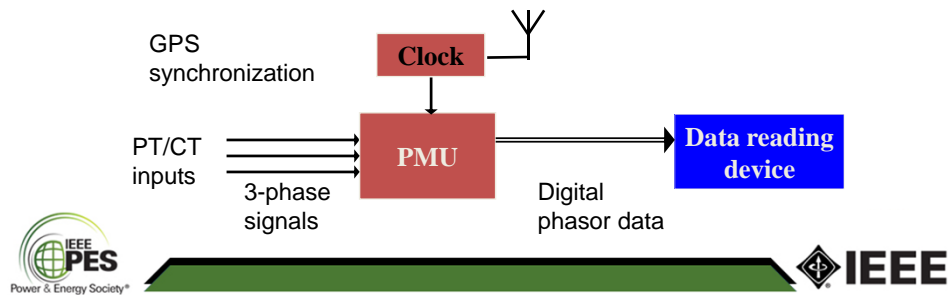 GPS
synchronization
Clock
PT/CT
inputs
PMU
Data reading
device
3-phase
signals
Digital
phasor data
IEEE
PES
Power & Energy Society®
IEEE